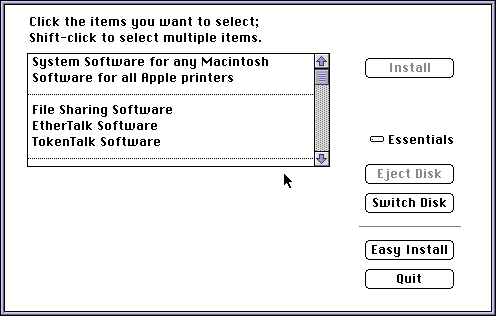 Click the items you want to select;
Shift-click to select multiple items.
System Software for any Macintosh
Software for all Apple printers
File Sharing Software
EtherTalk Software
TokenTalk Software
Install
Essentials
Eject Disk
Switch Disk
Easy Install
Quit